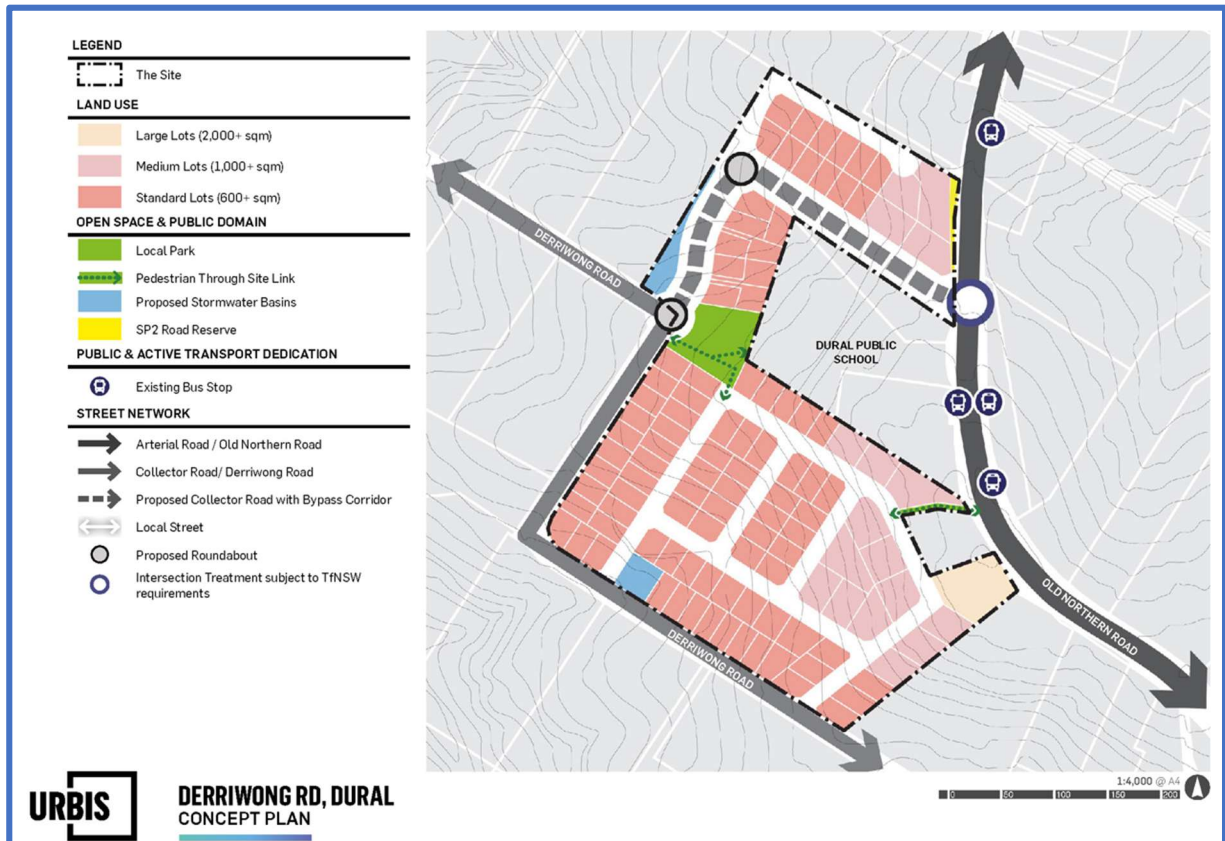 LEGEND
The Site
LAND USE
Large Lots (2,000+ sqm)
Medium Lots (1,000+ sqm)
Standard Lots (600+ sqm)
OPEN SPACE & PUBLIC DOMAIN
Local Park
Pedestrian Through Site Link
Proposed Stormwater Basins
SP2 Road Reserve
PUBLIC & ACTIVE TRANSPORT DEDICATION
Existing Bus Stop
STREET NETWORK
Arterial Road / Old Northern Road
Collector Road/ Derriwong Road
Proposed Collector Road with Bypass Corridor
Local Street
Proposed Roundabout
Intersection Treatment subject to TfNSW
requirements
DERRIWONG ROAD
DURAL PUBLIC
SCHOOL
OLD NORTHERN ROAD
DERRIWONG ROAD
1:4,000 @ A4
0 50 100 150 200
URBIS
DERRIWONG RD, DURAL
CONCEPT PLAN